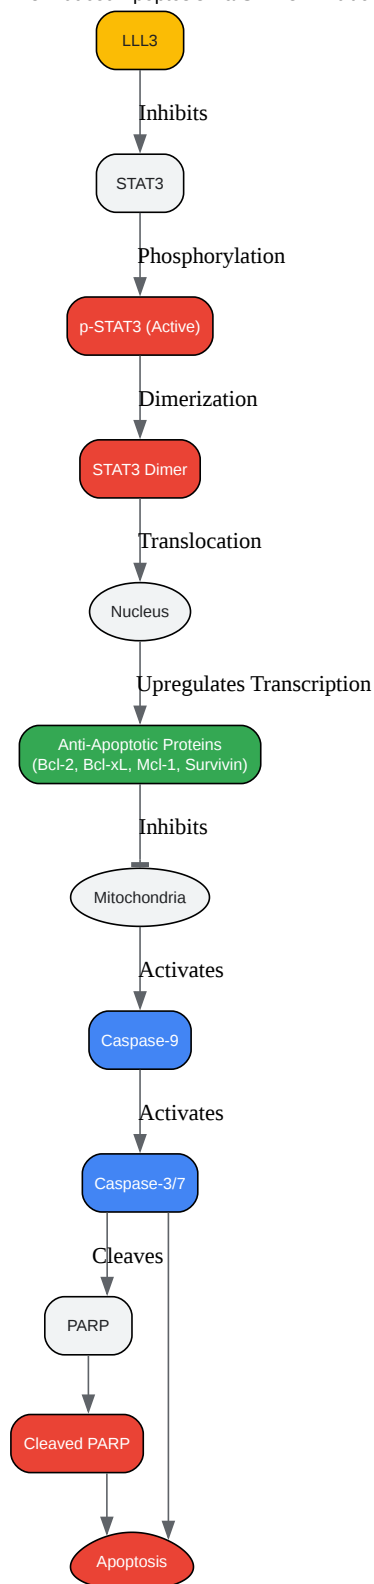 LLL3
Inhibits
STAT3
Phosphorylation
p-STAT3 (Active)
Dimerization
STAT3 Dimer
Translocation
Nucleus
Upregulates Transcription
Anti-Apoptotic Proteins
(Bcl-2, Bcl-xL, Mcl-1, Survivin)
Inhibits
Mitochondria
Activates
Caspase-9
Activates
Caspase-3/7
Cleaves
PARP
Cleaved PARP
Apoptosis